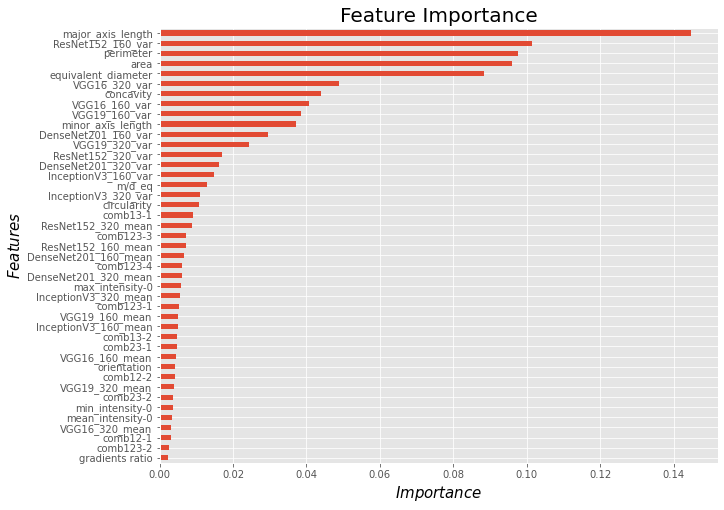 Feature Importance
major_axis_length
ResNet152_160_var
perimeter
area
equivalent_diameter
VGG16_320_var
concavity
VGG16_160_var
VGG19_160_var
minor_axis_length
DenseNet201_160_var
VGG19_320_var
ResNet152_320_var
DenseNet201_320_var
InceptionV3_160_var
m/d_eq
InceptionV3_320_var
circularity
comb13-1
ResNet152_320_mean
comb123-3
ResNet152_160_mean
DenseNet201_160_mean
comb123-4
DenseNet201_320_mean
max_intensity-0
InceptionV3_320_mean
comb123-1
VGG19_160_mean
InceptionV3_160_mean
comb13-2
comb23-1
VGG16_160_mean
orientation
comb12-2
VGG19_320_mean
comb23-2
min_intensity-0
mean_intensity-0
VGG16_320_mean
comb12-1
comb123-2
gradients ratio
Features
0.00 0.02 0.04 0.06 0.08 0.10 0.12 0.14
Importance